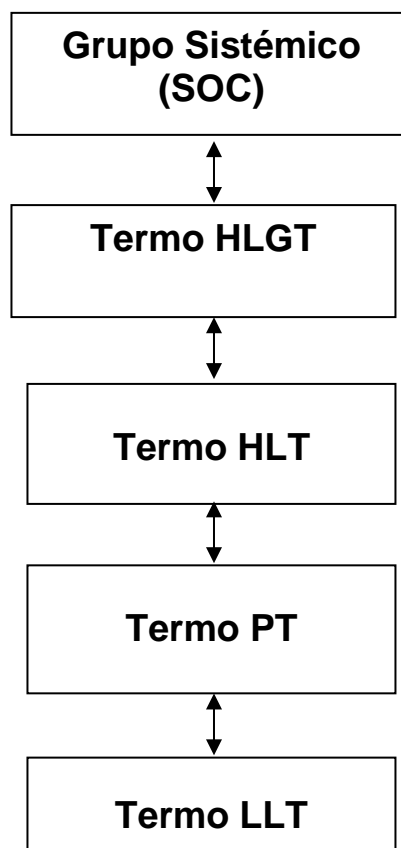 Grupo Sistémico
(SOC)
Termo HLGT
Termo HLT
Termo PT
Termo LLT